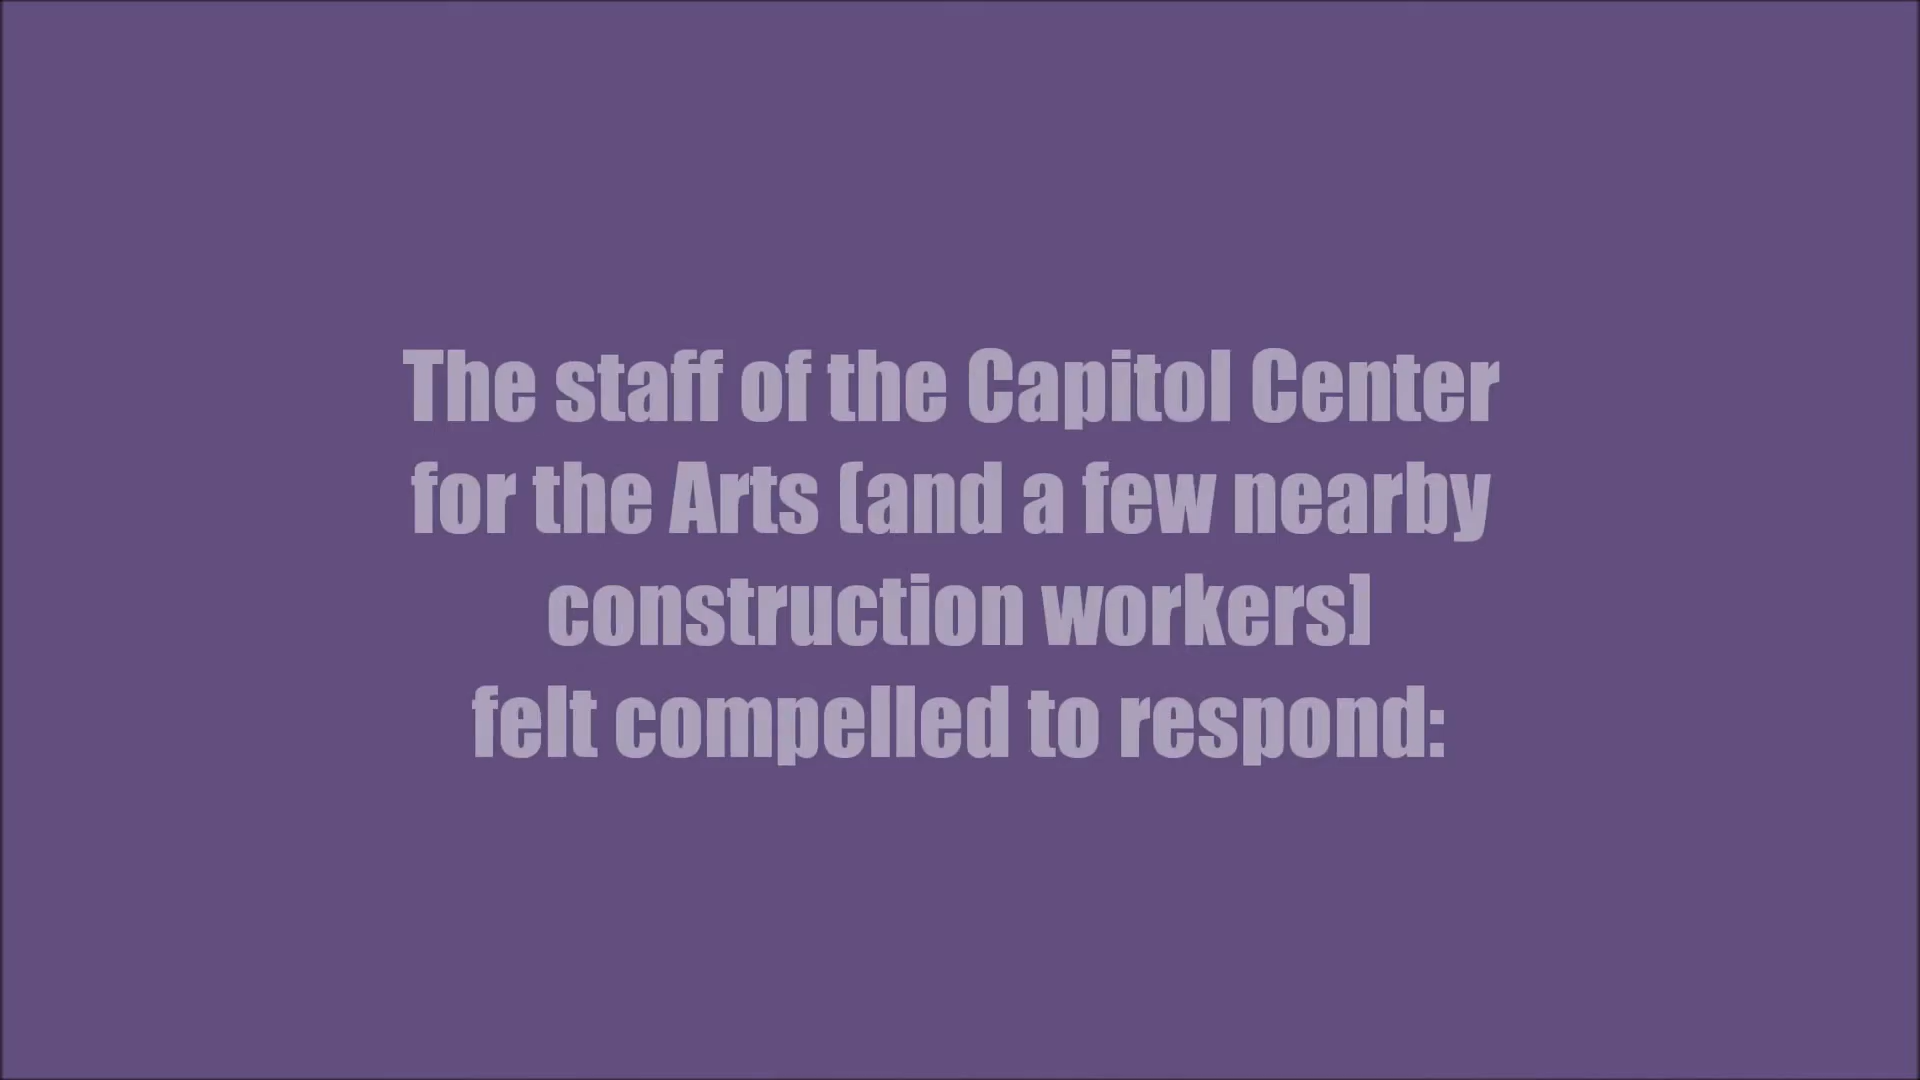 The staff of the Capitol Center
for the Arts (and a few nearby
construction workers)
felt compelled to respond: